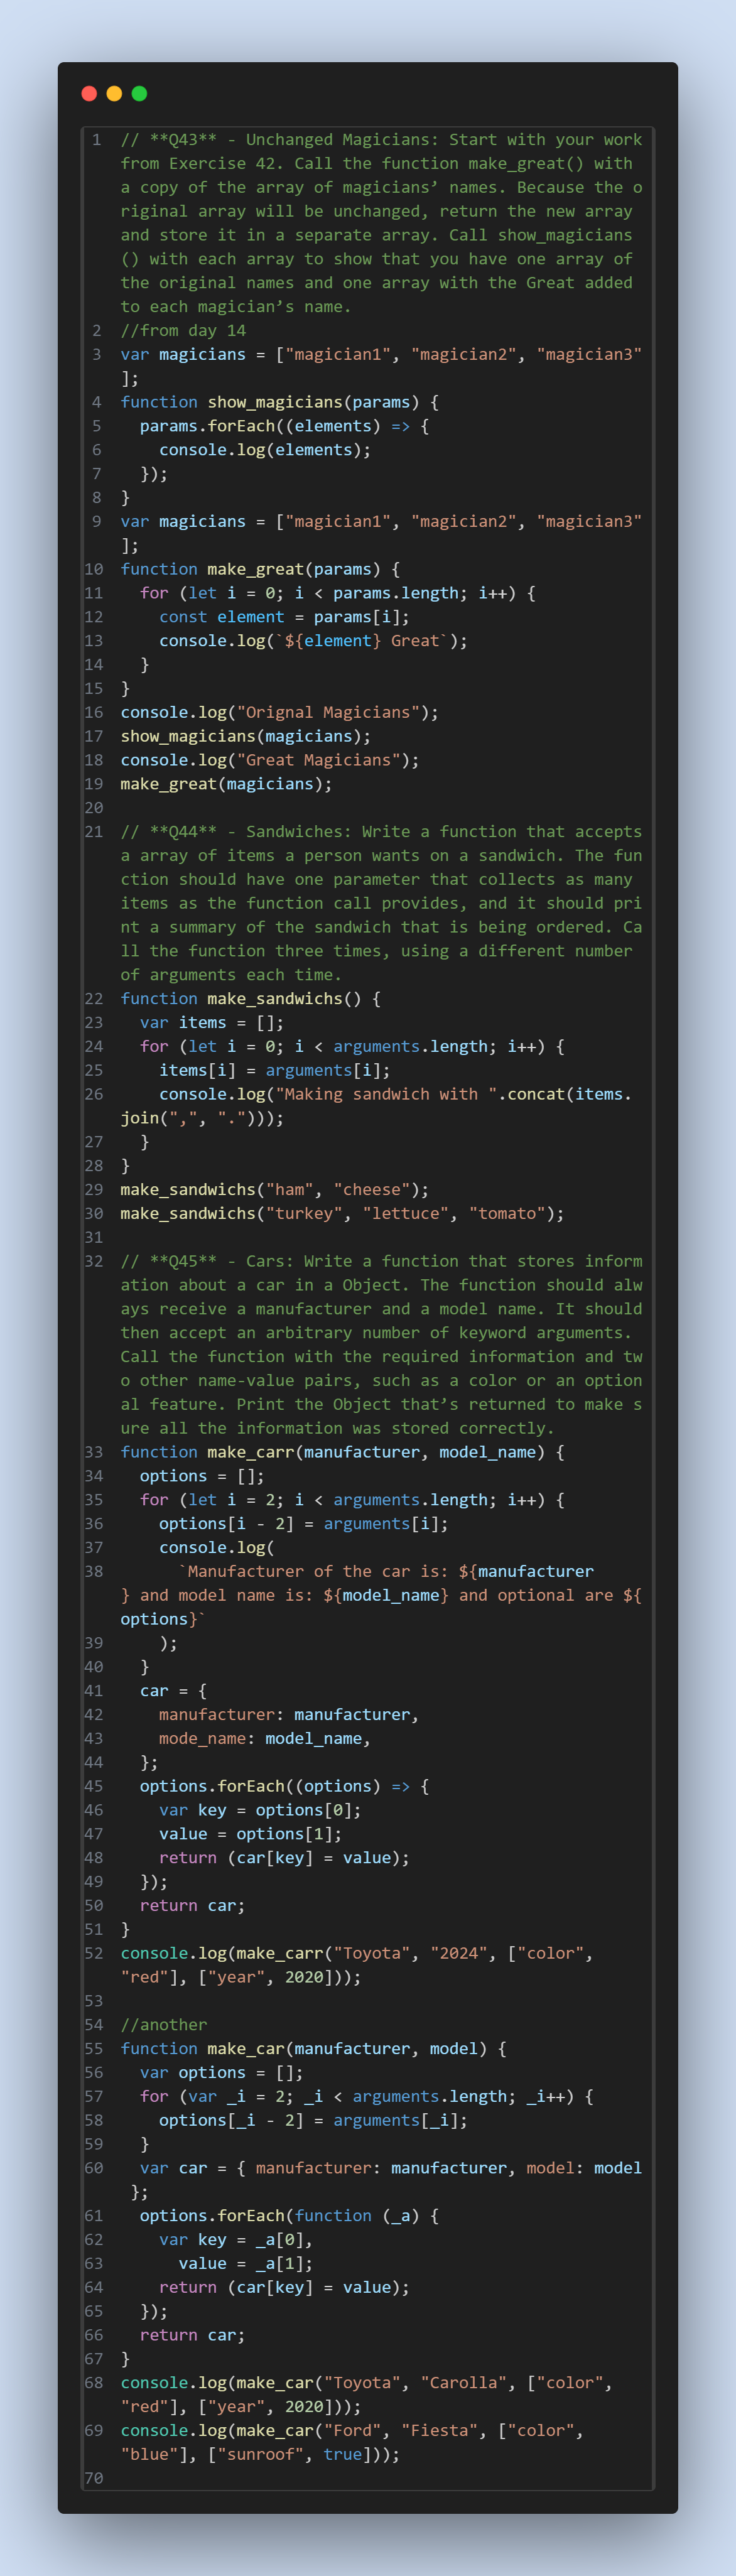 1 // **Q43** - Unchanged Magicians: Start with your work
from Exercise 42. Call the function make_great() with
a copy of the array of magicians’ names. Because the o
riginal array will be unchanged, return the new array
and store it in a separate array. Call show_magicians
() with each array to show that you have one array of
the original names and one array with the Great added
to each magician’s name.
2 //from day 14
3 var magicians = ["magician1", "magician2", "magician3"
];
4 function show_magicians(params) {
5   params.forEach((elements) => {
6     console.log(elements);
7   });
8 }
9 var magicians = ["magician1", "magician2", "magician3"
];
10 function make_great(params) {
11   for (let i = 0; i < params.length; i++) {
12     const element = params[i];
13     console.log(`${element} Great`);
14   }
15 }
16 console.log("Orignal Magicians");
17 show_magicians(magicians);
18 console.log("Great Magicians");
19 make_great(magicians);
20
21 // **Q44** - Sandwiches: Write a function that accepts
a array of items a person wants on a sandwich. The fun
ction should have one parameter that collects as many
items as the function call provides, and it should pri
nt a summary of the sandwich that is being ordered. Ca
ll the function three times, using a different number
of arguments each time.
22 function make_sandwichs() {
23   var items = [];
24   for (let i = 0; i < arguments.length; i++) {
25     items[i] = arguments[i];
26     console.log("Making sandwich with ".concat(items.
join(",", ".")));
27   }
28 }
29 make_sandwichs("ham", "cheese");
30 make_sandwichs("turkey", "lettuce", "tomato");
31
32 // **Q45** - Cars: Write a function that stores inform
ation about a car in a Object. The function should alw
ays receive a manufacturer and a model name. It should
then accept an arbitrary number of keyword arguments.
Call the function with the required information and tw
o other name-value pairs, such as a color or an option
al feature. Print the Object that’s returned to make s
ure all the information was stored correctly.
33 function make_carr(manufacturer, model_name) {
34   options = [];
35   for (let i = 2; i < arguments.length; i++) {
36     options[i - 2] = arguments[i];
37     console.log(
38       `Manufacturer of the car is: ${manufacturer
} and model name is: ${model_name} and optional are ${
options}`
39     );
40   }
41   car = {
42     manufacturer: manufacturer,
43     mode_name: model_name,
44   };
45   options.forEach((options) => {
46     var key = options[0];
47     value = options[1];
48     return (car[key] = value);
49   });
50   return car;
51 }
52 console.log(make_carr("Toyota", "2024", ["color",
"red"], ["year", 2020]));
53
54 //another
55 function make_car(manufacturer, model) {
56   var options = [];
57   for (var _i = 2; _i < arguments.length; _i++) {
58     options[_i - 2] = arguments[_i];
59   }
60   var car = { manufacturer: manufacturer, model: model
};
61   options.forEach(function (_a) {
62     var key = _a[0],
63       value = _a[1];
64     return (car[key] = value);
65   });
66   return car;
67 }
68 console.log(make_car("Toyota", "Carolla", ["color",
"red"], ["year", 2020]));
69 console.log(make_car("Ford", "Fiesta", ["color",
"blue"], ["sunroof", true]));
70